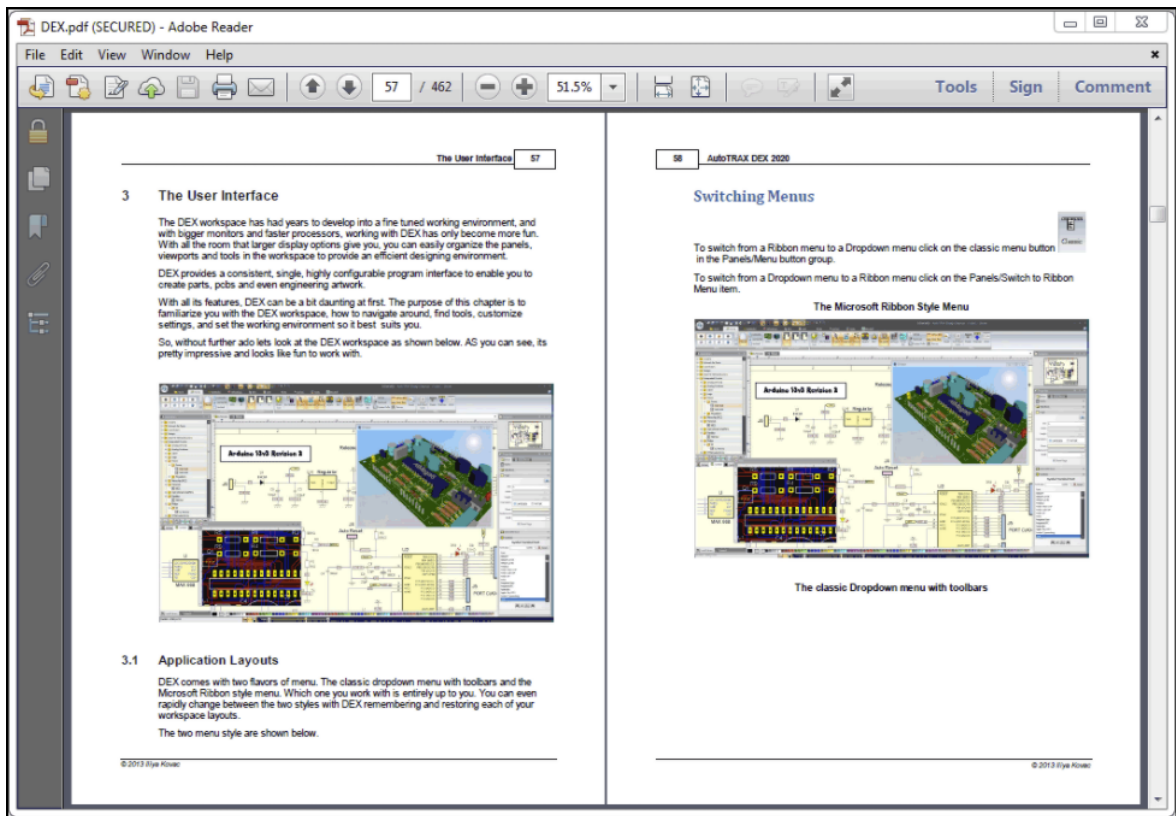 DEX.pdf (SECURED) - Adobe Reader
File Edit View Window Help
57 / 462 51.5% Tools Sign Comment
The User Interface 57
3 The User Interface
The DEX workspace has had years to develop into a fine tuned working environment, and
with bigger monitors and faster processors, working with DEX has only become more fun.
With all the room that larger display options give you, you can easily organize the panels,
viewports and tools in the workspace to provide an efficient designing environment.
DEX provides a consistent, single, highly configurable program interface to enable you to
create parts, pcbs and even engineering artwork.
With all its features, DEX can be a bit daunting at first. The purpose of this chapter is to
familiarize you with the DEX workspace, how to navigate around, find tools, customize
settings, and set the working environment so it best suits you.
So, without further ado lets look at the DEX workspace as shown below. AS you can see, its
pretty impressive and looks like fun to work with.
Arduino 10v0 Revision 3
3.1 Application Layouts
DEX comes with two flavors of menu. The classic dropdown menu with toolbars and the
Microsoft Ribbon style menu. Which one you work with is entirely up to you. You can even
rapidly change between the two styles with DEX remembering and restoring each of your
workspace layouts.
The two menu style are shown below.
©2013 Iliya Kovac
58 AutoTRAX DEX 2020
Switching Menus
Classic
To switch from a Ribbon menu to a Dropdown menu click on the classic menu button
in the Panels/Menu button group.
To switch from a Dropdown menu to a Ribbon menu click on the Panels/Switch to Ribbon
Menu item.
The Microsoft Ribbon Style Menu
Arduino 10v0 Revision 3
The classic Dropdown menu with toolbars
©2013 Iliya Kovac